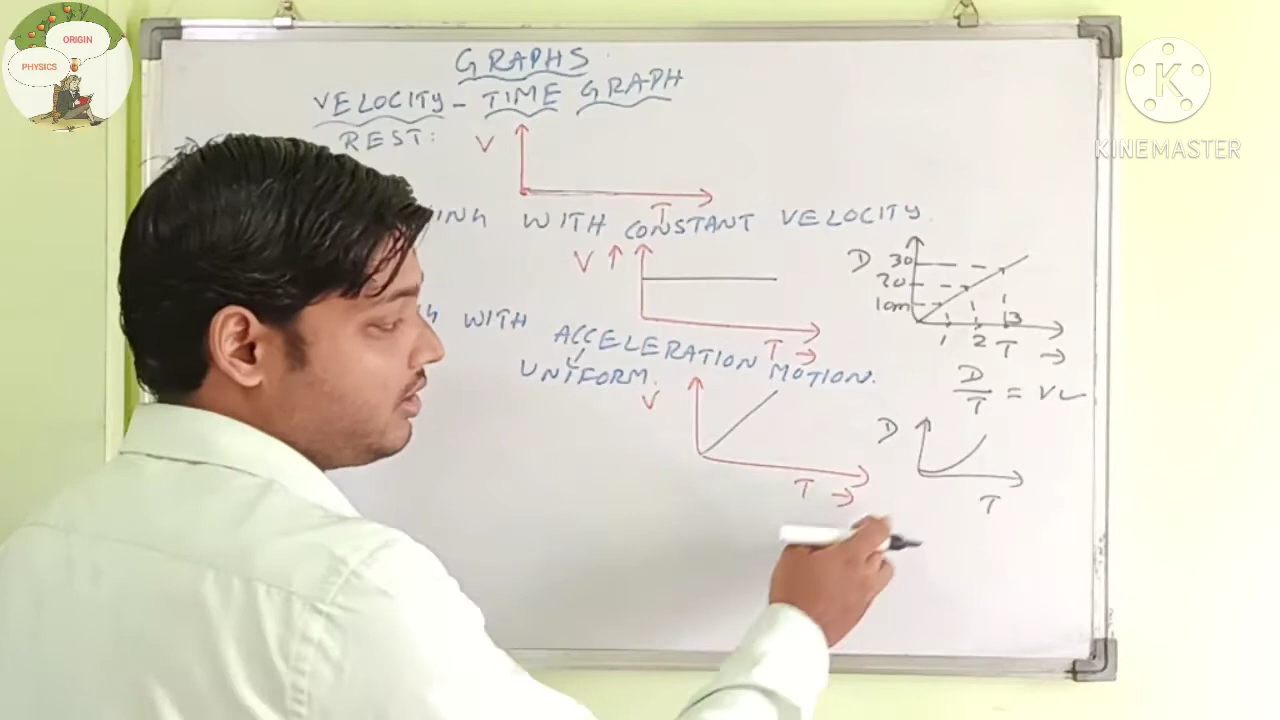 ORIGIN
PHYSICS
KINEMASTER
GRAPHS
VELOCITY - TIME GRAPH
REST:
V
T
WITH CONSTANT VELOCITY.
V ↑
T →
WITH ACCELERATION MOTION.
UNIFORM.
V
T →
D 30
20
10m
1 2 3
T →
D/T = V
D
T